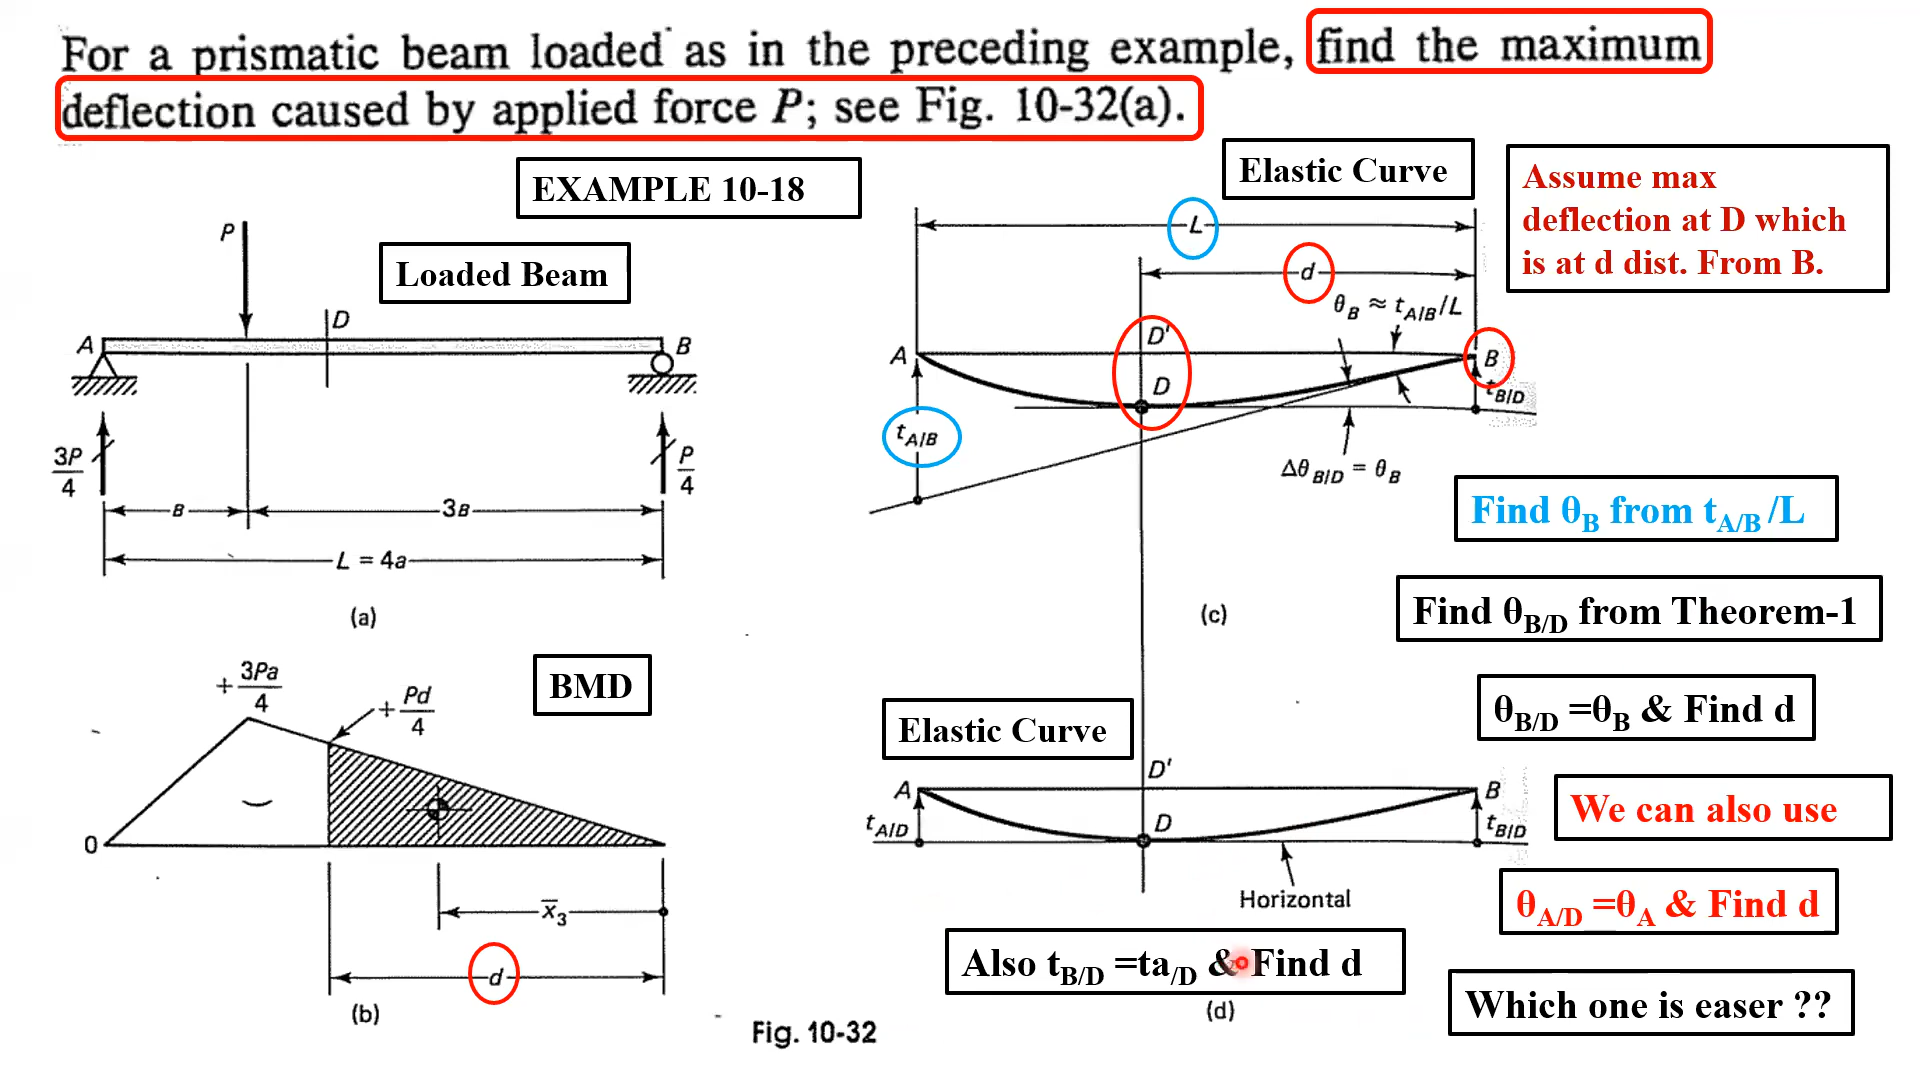 For a prismatic beam loaded as in the preceding example, find the maximum
deflection caused by applied force P; see Fig. 10-32(a).
EXAMPLE 10-18
Elastic Curve
Assume max
deflection at D which
is at d dist. From B.
Loaded Beam
P
A
D
B
3P/4
P/4
B
3B
L = 4a
(a)
L
d
θB ≈ tA/B/L
A
D'
D
B
tA/B
tB/D
ΔθB/D = θB
(c)
Find θB from tA/B /L
Find θB/D from Theorem-1
θB/D =θB & Find d
We can also use
θA/D =θA & Find d
Which one is easer ??
BMD
+ 3Pa/4
+ Pd/4
0
x̄3
d
(b)
Elastic Curve
A
D'
D
B
tA/D
tB/D
Horizontal
Also tB/D =ta/D & Find d
(d)
Fig. 10-32